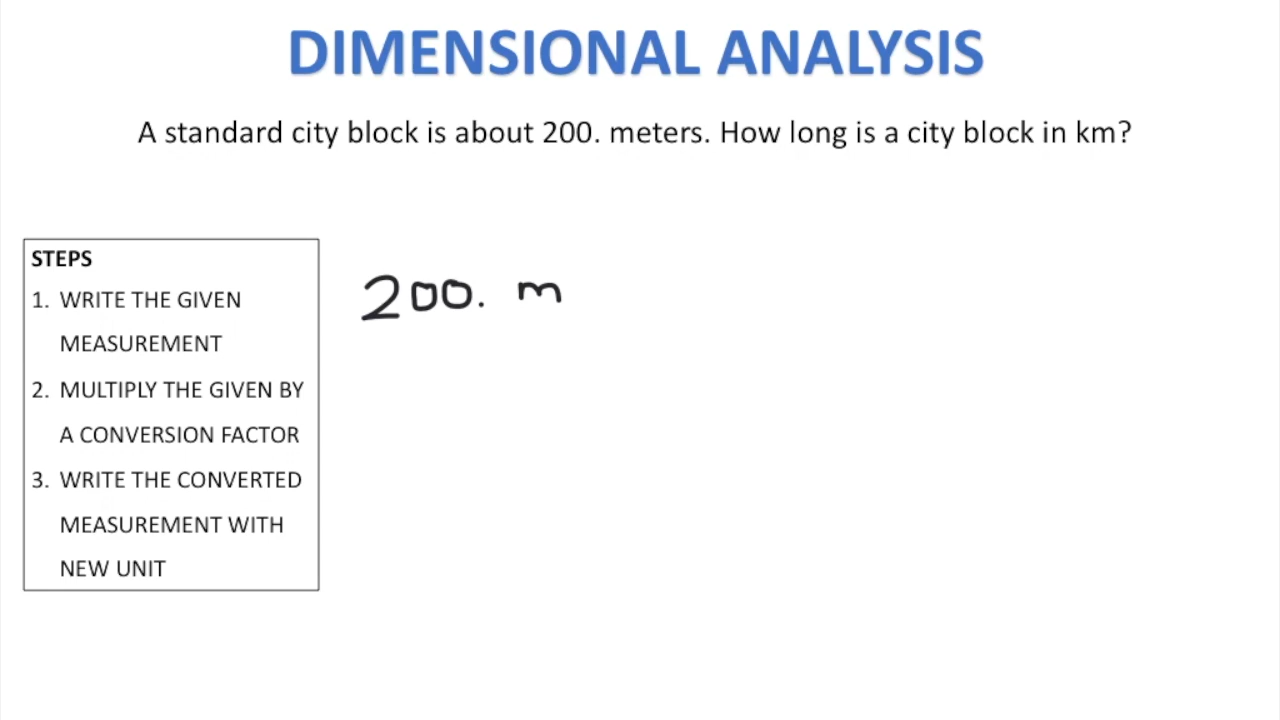 DIMENSIONAL ANALYSIS
A standard city block is about 200. meters. How long is a city block in km?
STEPS
1. WRITE THE GIVEN
MEASUREMENT
2. MULTIPLY THE GIVEN BY
A CONVERSION FACTOR
3. WRITE THE CONVERTED
MEASUREMENT WITH
NEW UNIT
200. m